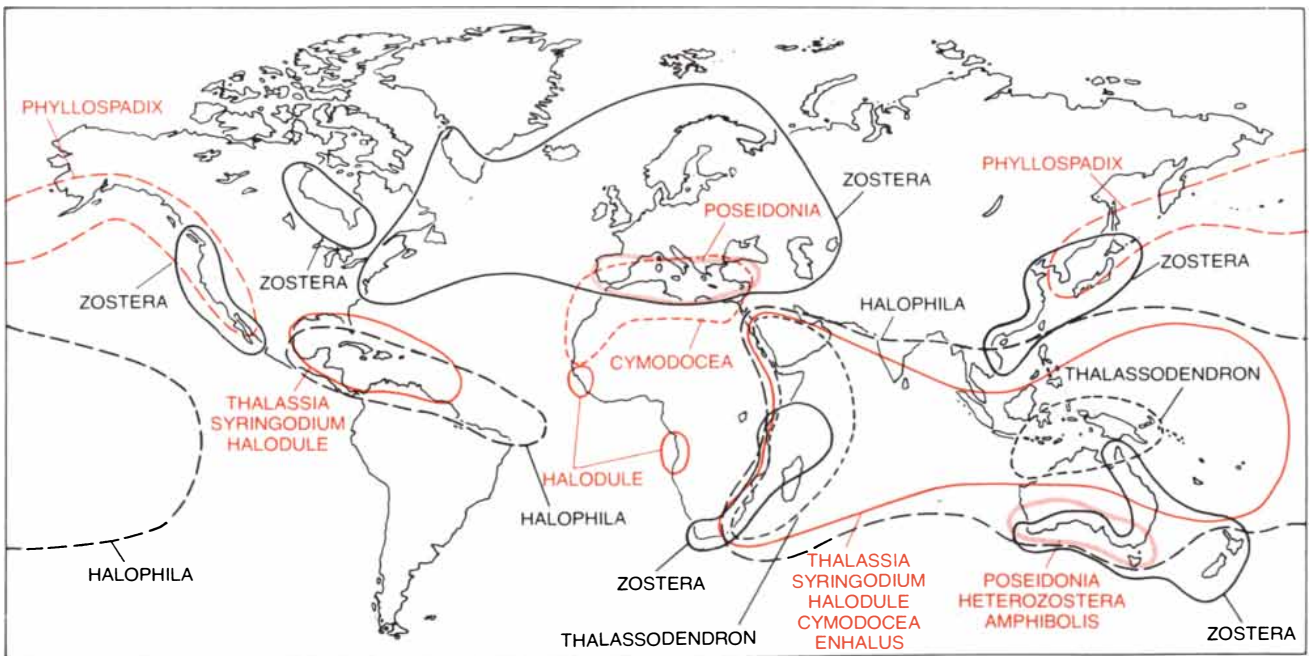 PHYLLOSPADIX
PHYLLOSPADIX
ZOSTERA
POSEIDONIA
ZOSTERA
ZOSTERA
ZOSTERA
ZOSTERA
HALOPHILA
CYMODOCEA
THALASSODENDRON
THALASSIA
SYRINGODIUM
HALODULE
HALODULE
HALOPHILA
HALOPHILA
ZOSTERA
THALASSODENDRON
THALASSIA
SYRINGODIUM
HALODULE
CYMODOCEA
ENHALUS
POSEIDONIA
HETEROZOSTERA
AMPHIBOLIS
ZOSTERA